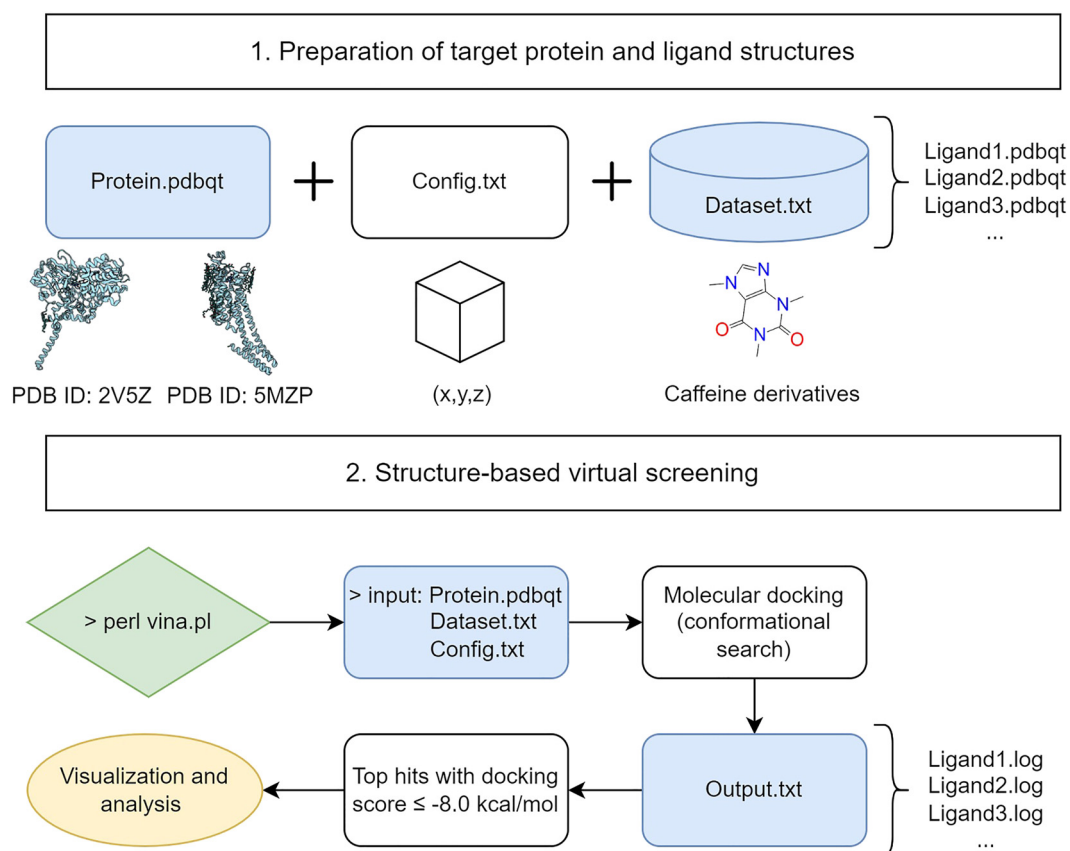 1. Preparation of target protein and ligand structures
Protein.pdbqt
Config.txt
Dataset.txt
Ligand1.pdbqt
Ligand2.pdbqt
Ligand3.pdbqt
...
N
N
N
N
O
O
PDB ID: 2V5Z
PDB ID: 5MZP
(x,y,z)
Caffeine derivatives
2. Structure-based virtual screening
> perl vina.pl
> input: Protein.pdbqt
Dataset.txt
Config.txt
Molecular docking
(conformational
search)
Visualization and
analysis
Top hits with docking
score ≤ -8.0 kcal/mol
Output.txt
Ligand1.log
Ligand2.log
Ligand3.log
...